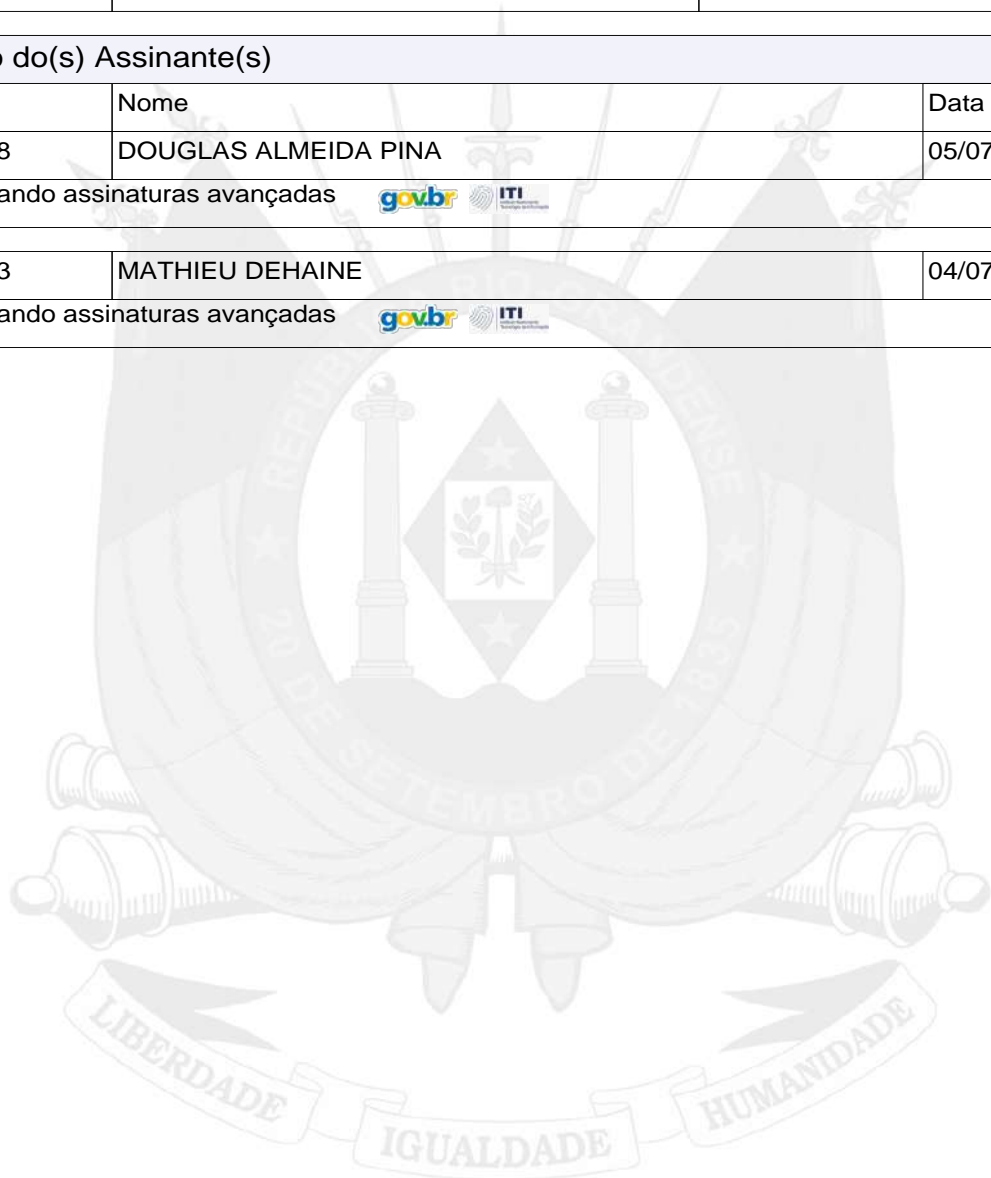 do(s) Assinante(s)
Nome Data
8 DOUGLAS ALMEIDA PINA 05/07
ando assinaturas avançadas gov.br ITI
3 MATHIEU DEHAINE 04/07
ando assinaturas avançadas gov.br ITI
REPÚBLICA RIO GRANDENSE
20 DE SETEMBRO DE 1835
LIBERDADE IGUALDADE HUMANIDADE